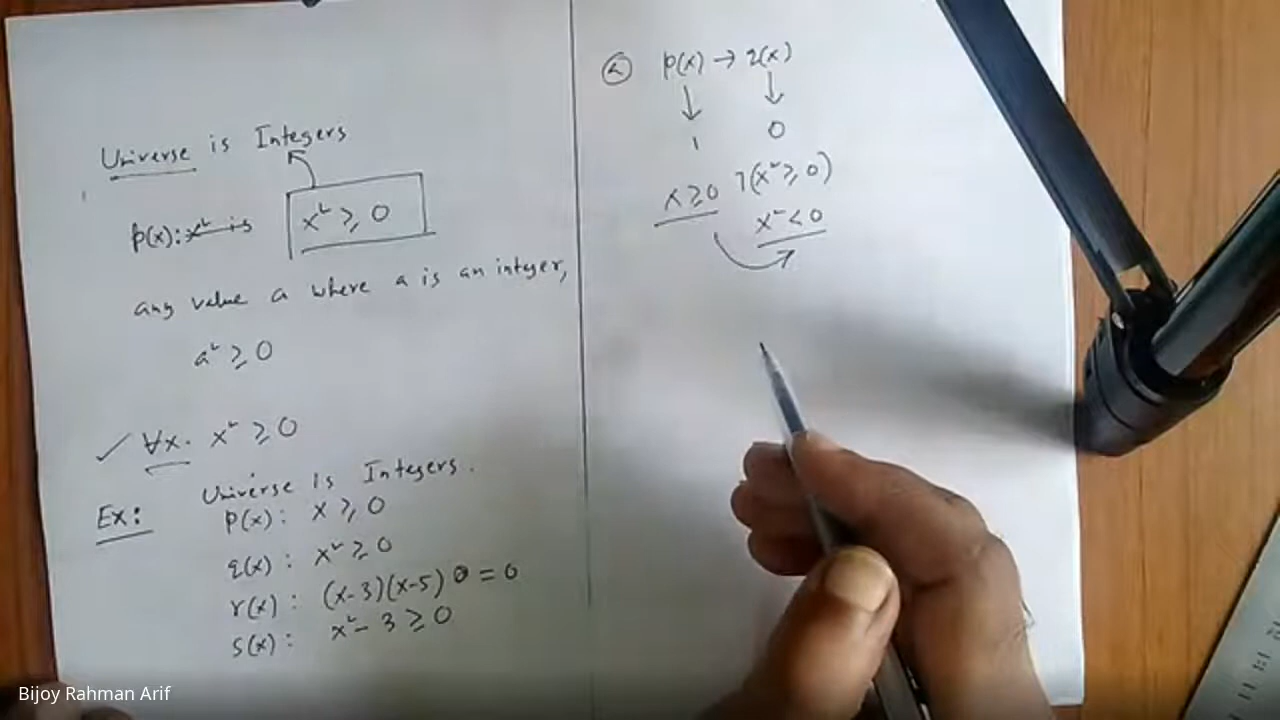 Universe is Integers
p(x): x² is x² ≥ 0
any value a where a is an integer,
a² ≥ 0
✓ ∀x. x² ≥ 0
Ex: Universe is Integers.
p(x): x ≥ 0
q(x): x² ≥ 0
r(x): (x-3)(x-5) = 0
s(x): x² - 3 ≥ 0
a p(x) → q(x)
↓ ↓
1 0
x ≥ 0 ¬(x² ≥ 0)
x² < 0
Bijoy Rahman Arif